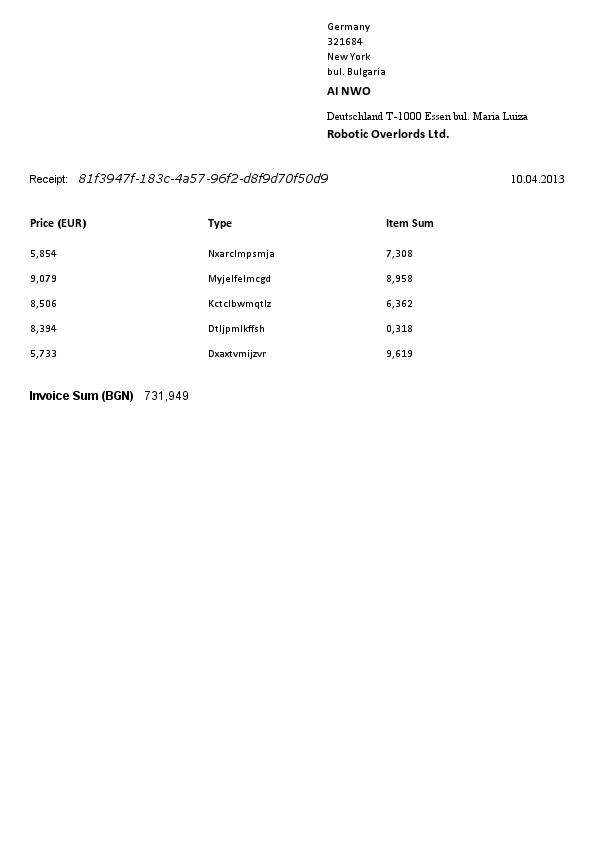 Germany
321684
New York
bul. Bulgaria
AI NWO
Deutschland T-1000 Essen bul. Maria Luiza
Robotic Overlords Ltd.
Receipt: 81f3947f-183c-4a57-96f2-d8f9d70f50d9 10.04.2013
Price (EUR) Type Item Sum
5,854 Nxarclmpsmja 7,308
9,079 Myjelfelmcgd 8,958
8,506 Kctclbwmqtlz 6,362
8,394 Dtljpmlkffsh 0,318
5,733 Dxaxtvmijzvr 9,619
Invoice Sum (BGN) 731,949